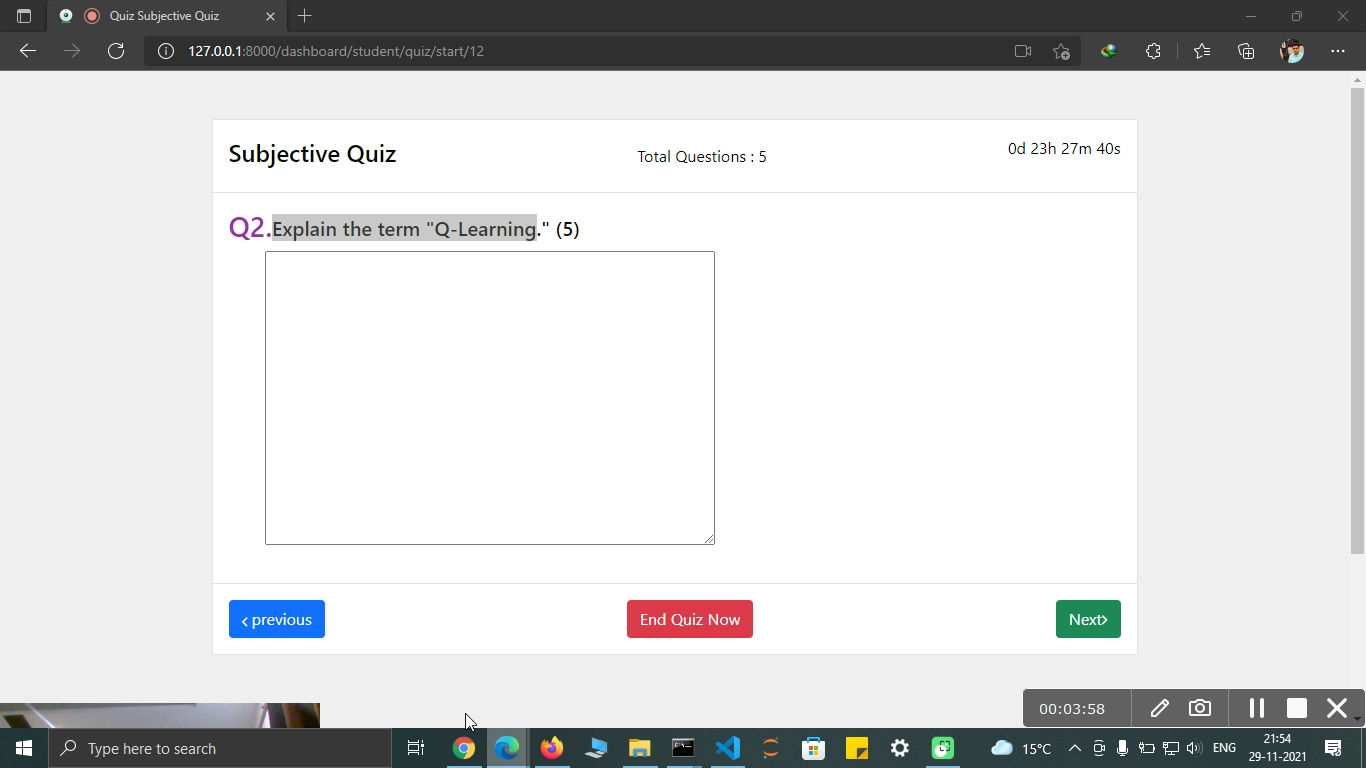 Quiz Subjective Quiz
127.0.0.1:8000/dashboard/student/quiz/start/12
Subjective Quiz
Total Questions : 5
0d 23h 27m 40s
Q2.Explain the term "Q-Learning." (5)
‹ previous
End Quiz Now
Next›
00:03:58
Type here to search
15°C
ENG
21:54
29-11-2021